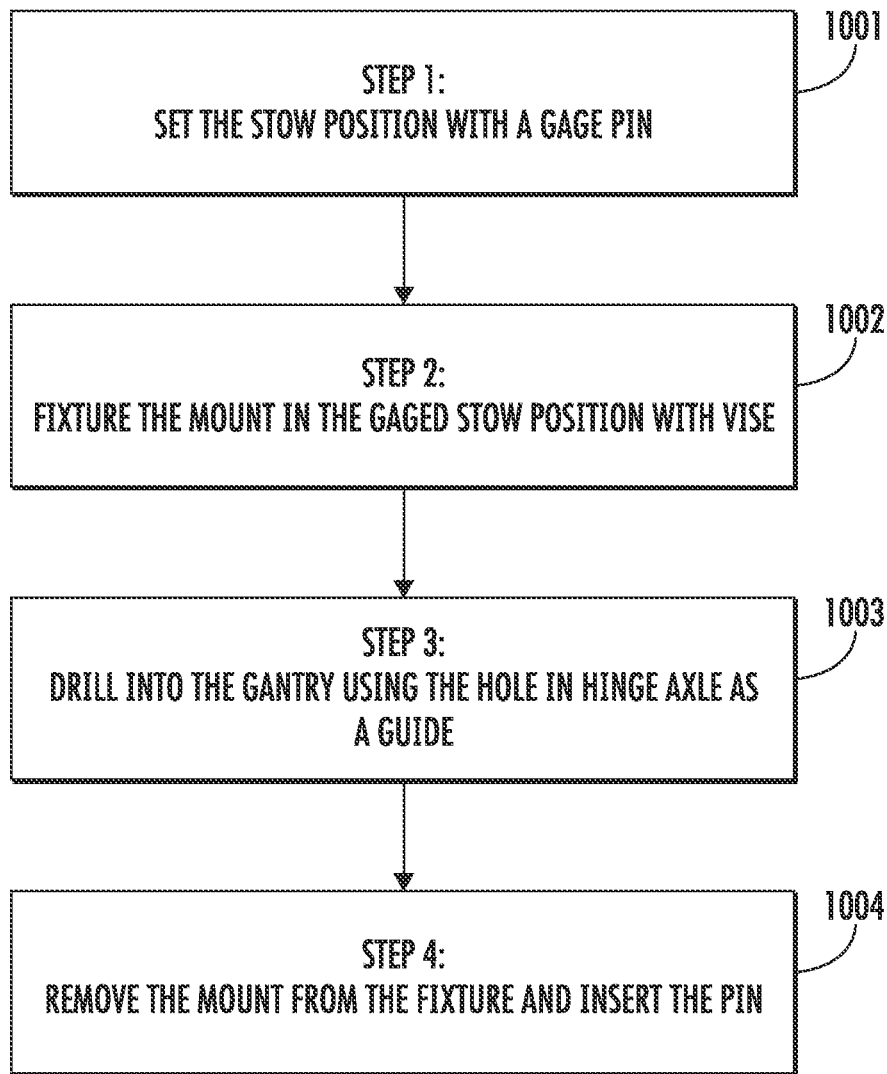 1001
STEP 1:
SET THE STOW POSITION WITH A GAGE PIN
1002
STEP 2:
FIXTURE THE MOUNT IN THE GAGED STOW POSITION WITH VISE
1003
STEP 3:
DRILL INTO THE GANTRY USING THE HOLE IN HINGE AXLE AS
A GUIDE
1004
STEP 4:
REMOVE THE MOUNT FROM THE FIXTURE AND INSERT THE PIN